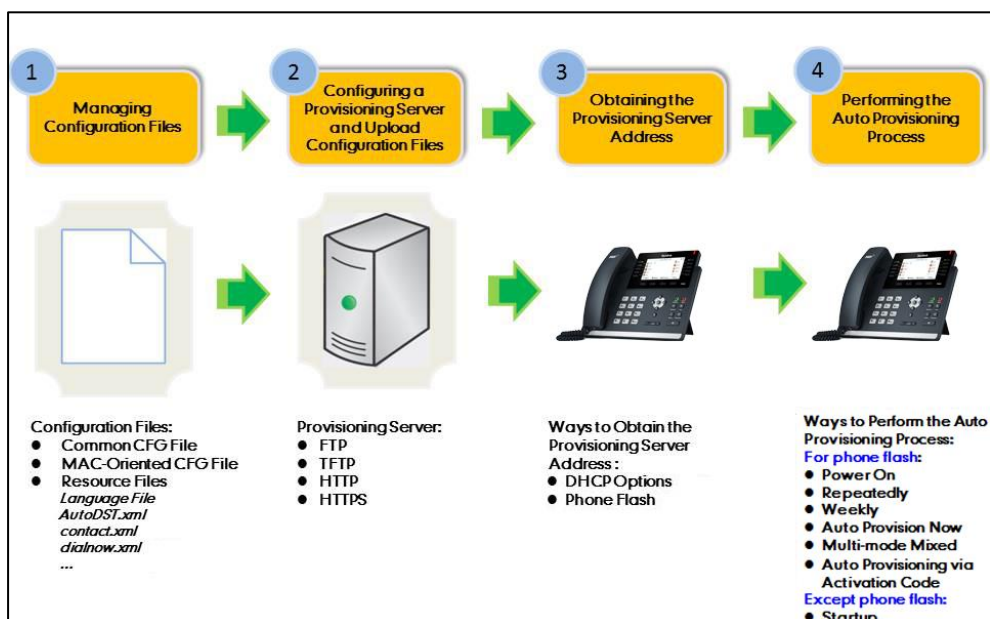 1
Managing
Configuration Files
2
Configuring a
Provisioning Server
and Upload
Configuration Files
3
Obtaining the
Provisioning Server
Address
4
Performing the
Auto Provisioning
Process
Configuration Files:
● Common CFG File
● MAC-Oriented CFG File
● Resource Files
Language File
AutoDST.xml
contact.xml
dialnow.xml
...
Provisioning Server:
● FTP
● TFTP
● HTTP
● HTTPS
Ways to Obtain the
Provisioning Server
Address :
● DHCP Options
● Phone Flash
Ways to Perform the Auto
Provisioning Process:
For phone flash:
● Power On
● Repeatedly
● Weekly
● Auto Provision Now
● Multi-mode Mixed
● Auto Provisioning via
Activation Code
Except phone flash:
● Startup